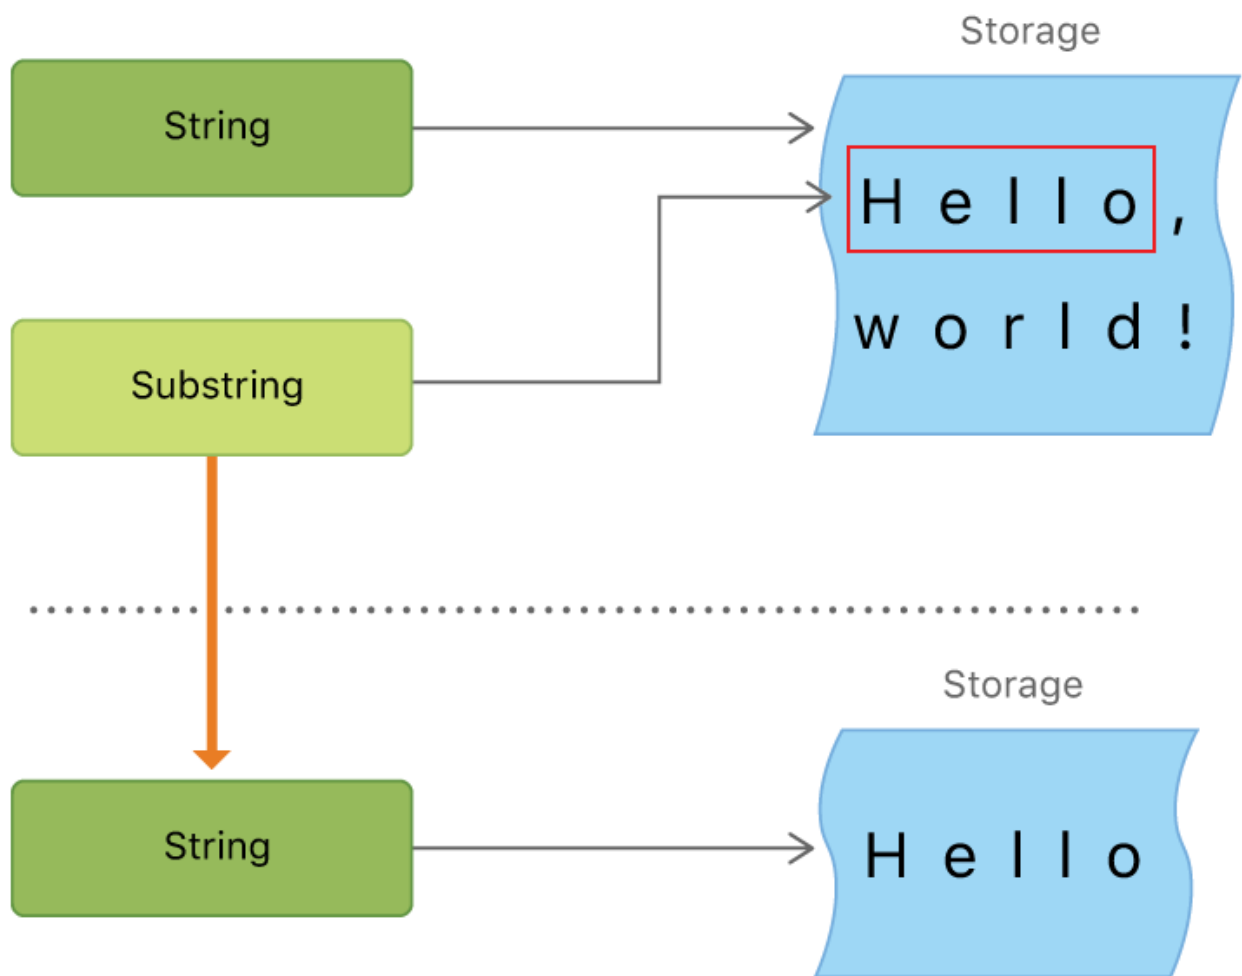 Storage
String
H e l l o ,
Substring
w o r l d !
Storage
String
H e l l o